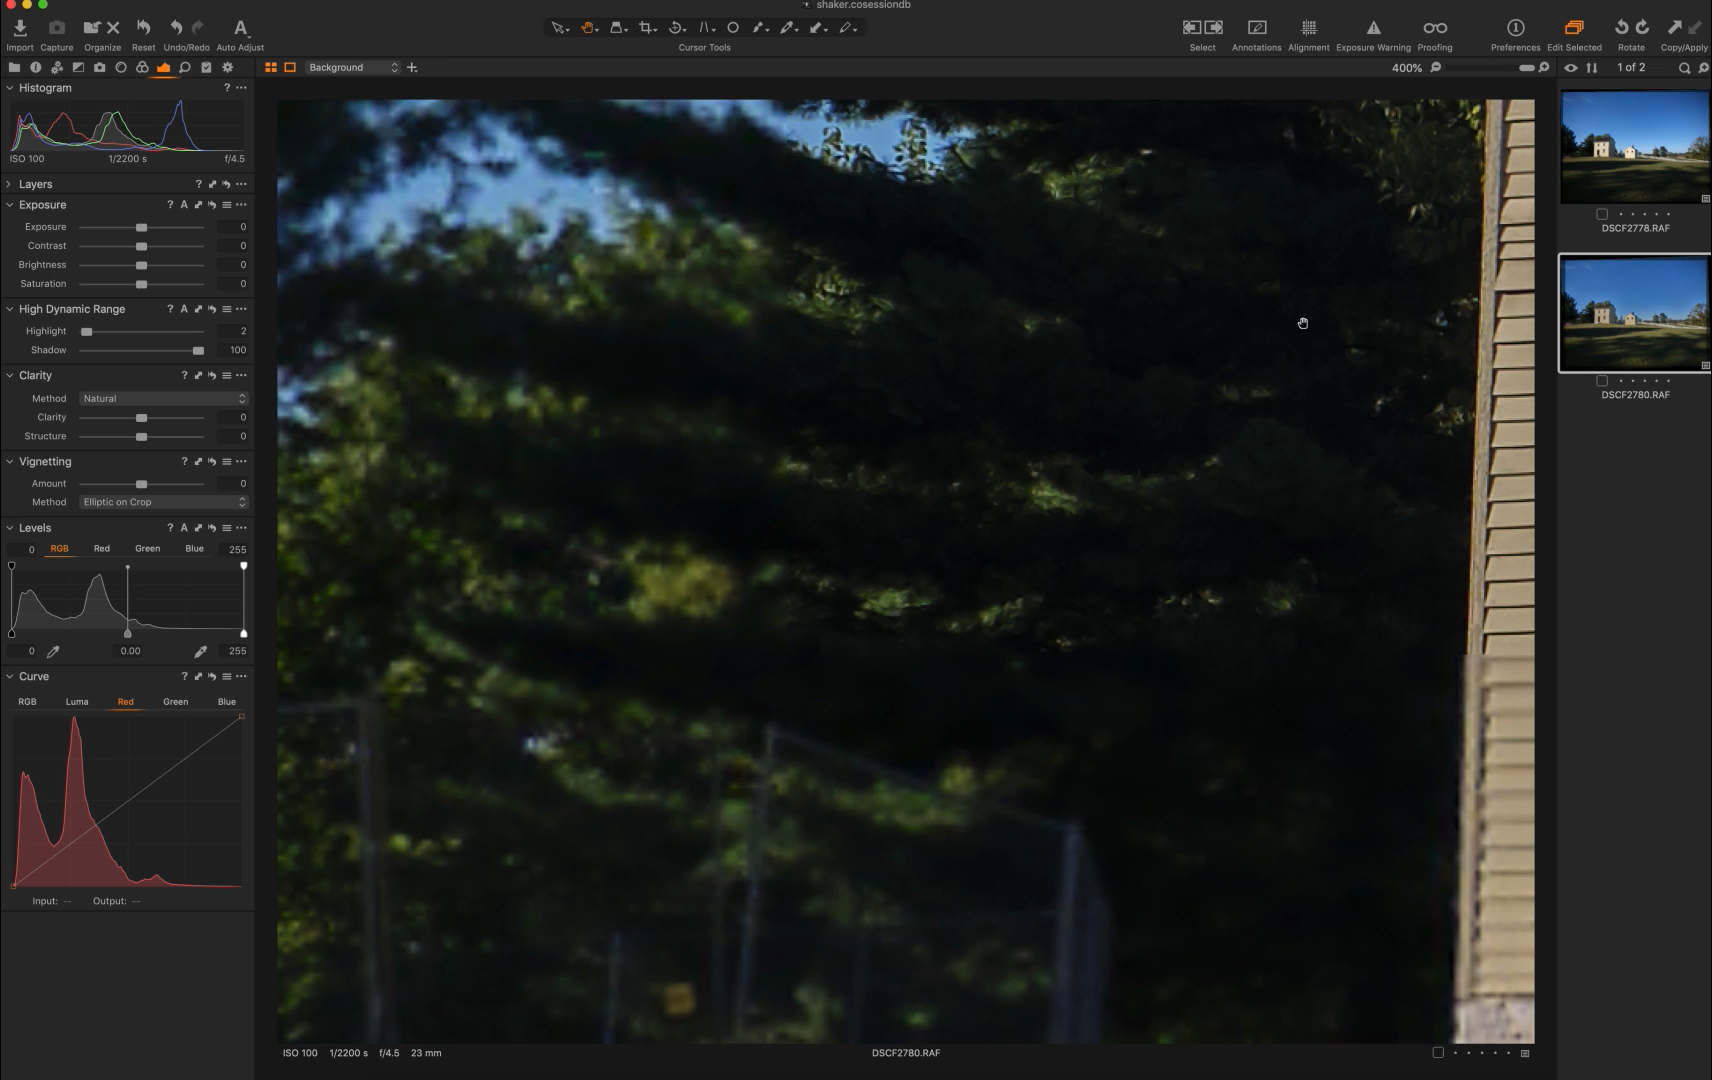 shaker.cosessiondb
Import Capture Organize Reset Undo/Redo Auto Adjust Cursor Tools Select Annotations Alignment Exposure Warning Proofing Preferences Edit Selected Rotate Copy/Apply
Background 400% 1 of 2
Histogram ?
ISO 100 1/2200 s f/4.5
Layers ?
Exposure ? A
Exposure 0
Contrast 0
Brightness 0
Saturation 0
High Dynamic Range ? A
Highlight 2
Shadow 100
Clarity ?
Method Natural
Clarity 0
Structure 0
Vignetting ?
Amount 0
Method Elliptic on Crop
Levels ? A
0 RGB Red Green Blue 255
0 0.00 255
Curve ?
RGB Luma Red Green Blue
Input: -- Output: --
ISO 100 1/2200 s f/4.5 23 mm DSCF2780.RAF
DSCF2778.RAF
DSCF2780.RAF